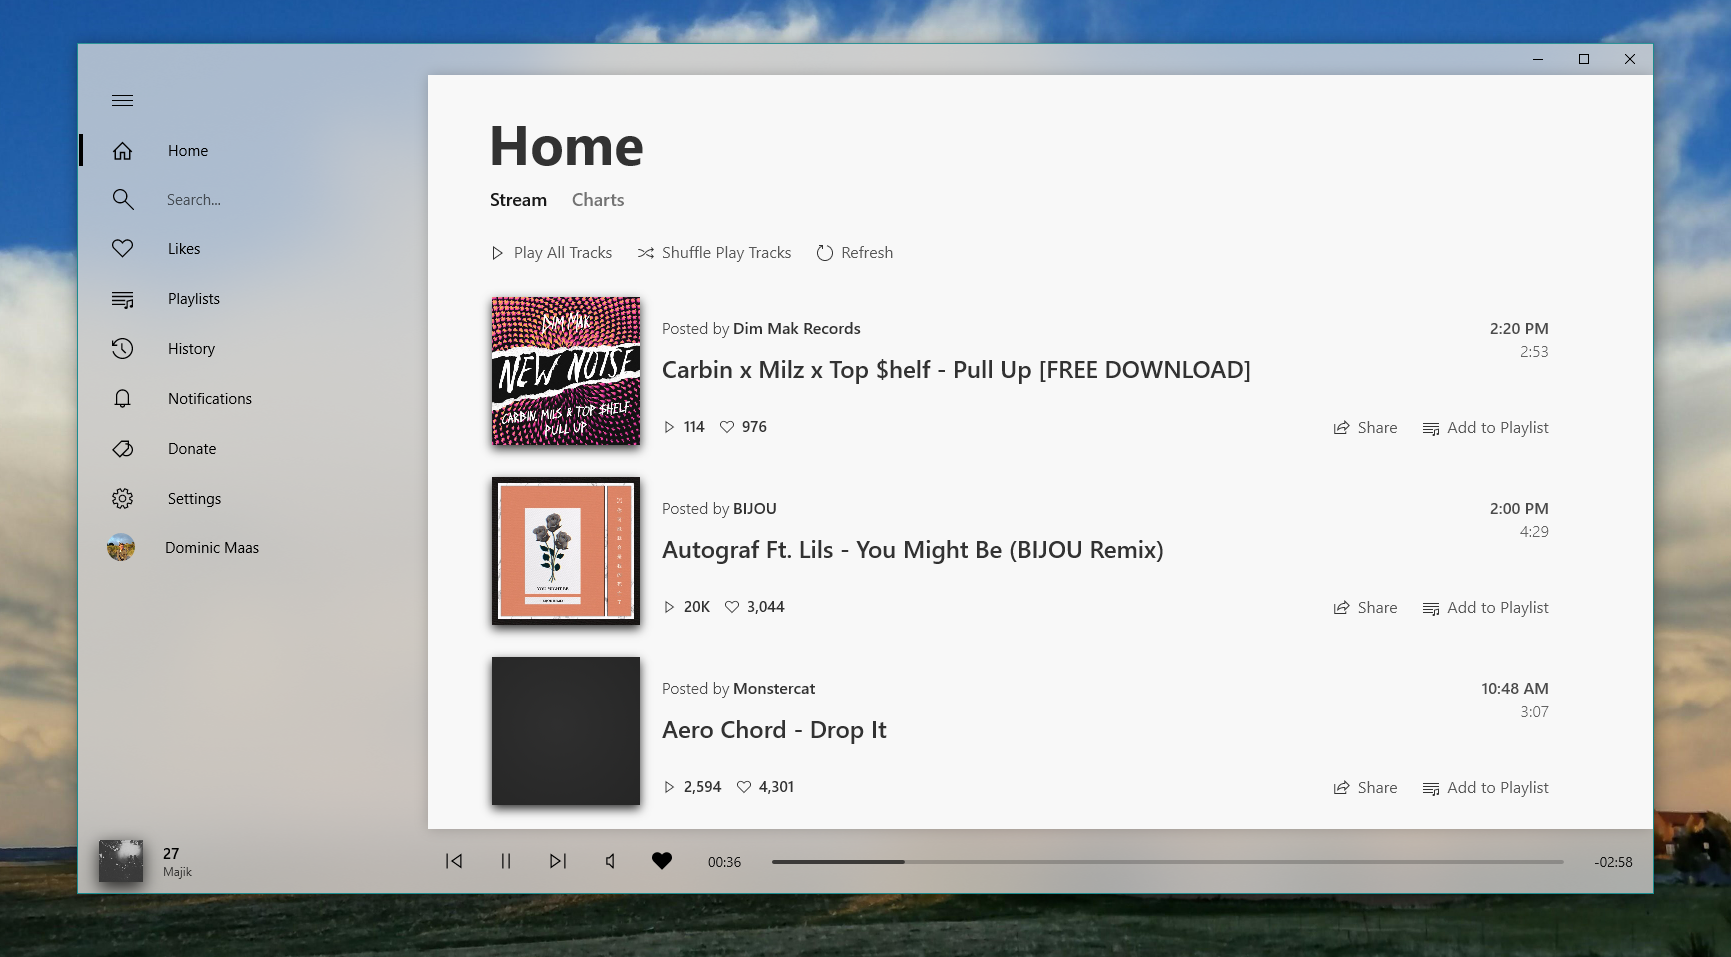 Home
Search...
Likes
Playlists
History
Notifications
Donate
Settings
Dominic Maas
Home
Stream Charts
Play All Tracks Shuffle Play Tracks Refresh
DIM MAK
NEW NOISE
CARBIN, MILS & TOP $HELF
PULL UP
Posted by Dim Mak Records 2:20 PM
2:53
Carbin x Milz x Top $helf - Pull Up [FREE DOWNLOAD]
114 976 Share Add to Playlist
YOU MIGHT BE
Posted by BIJOU 2:00 PM
4:29
Autograf Ft. Lils - You Might Be (BIJOU Remix)
20K 3,044 Share Add to Playlist
Posted by Monstercat 10:48 AM
3:07
Aero Chord - Drop It
2,594 4,301 Share Add to Playlist
27
Majik
00:36 -02:58